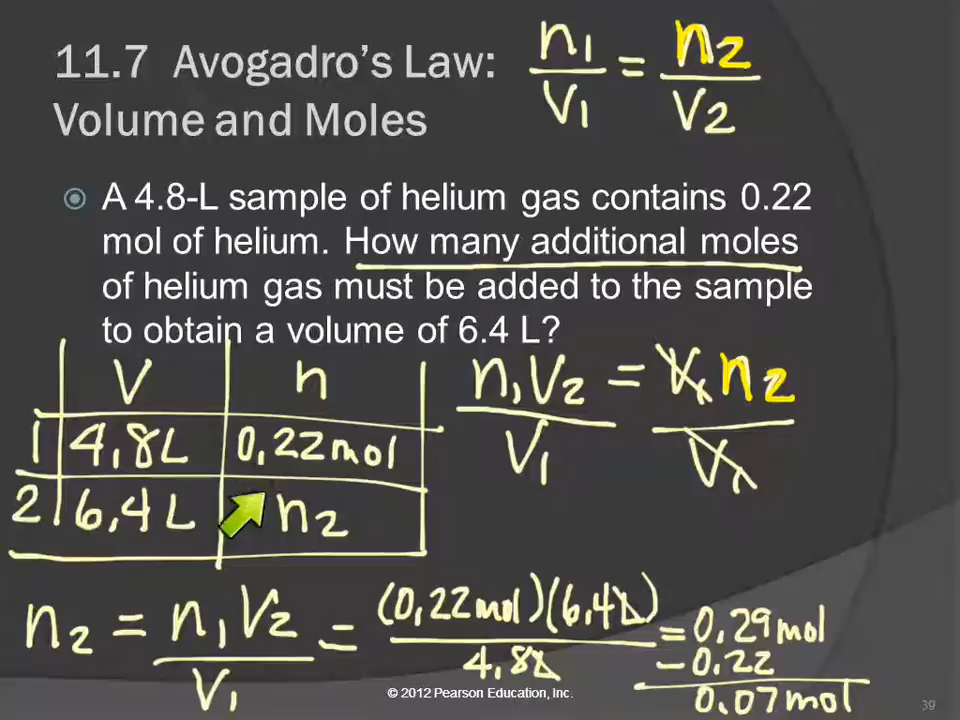 11.7 Avogadro's Law:
Volume and Moles
n1/V1 = n2/V2
A 4.8-L sample of helium gas contains 0.22
mol of helium. How many additional moles
of helium gas must be added to the sample
to obtain a volume of 6.4 L?
V n
1 4.8L 0.22mol
2 6.4L n2
n1V2/V1 = V1n2/V1
n2 = n1V2/V1 = (0.22mol)(6.4L)/4.8L = 0.29mol
-0.22
0.07mol
© 2012 Pearson Education, Inc.
39